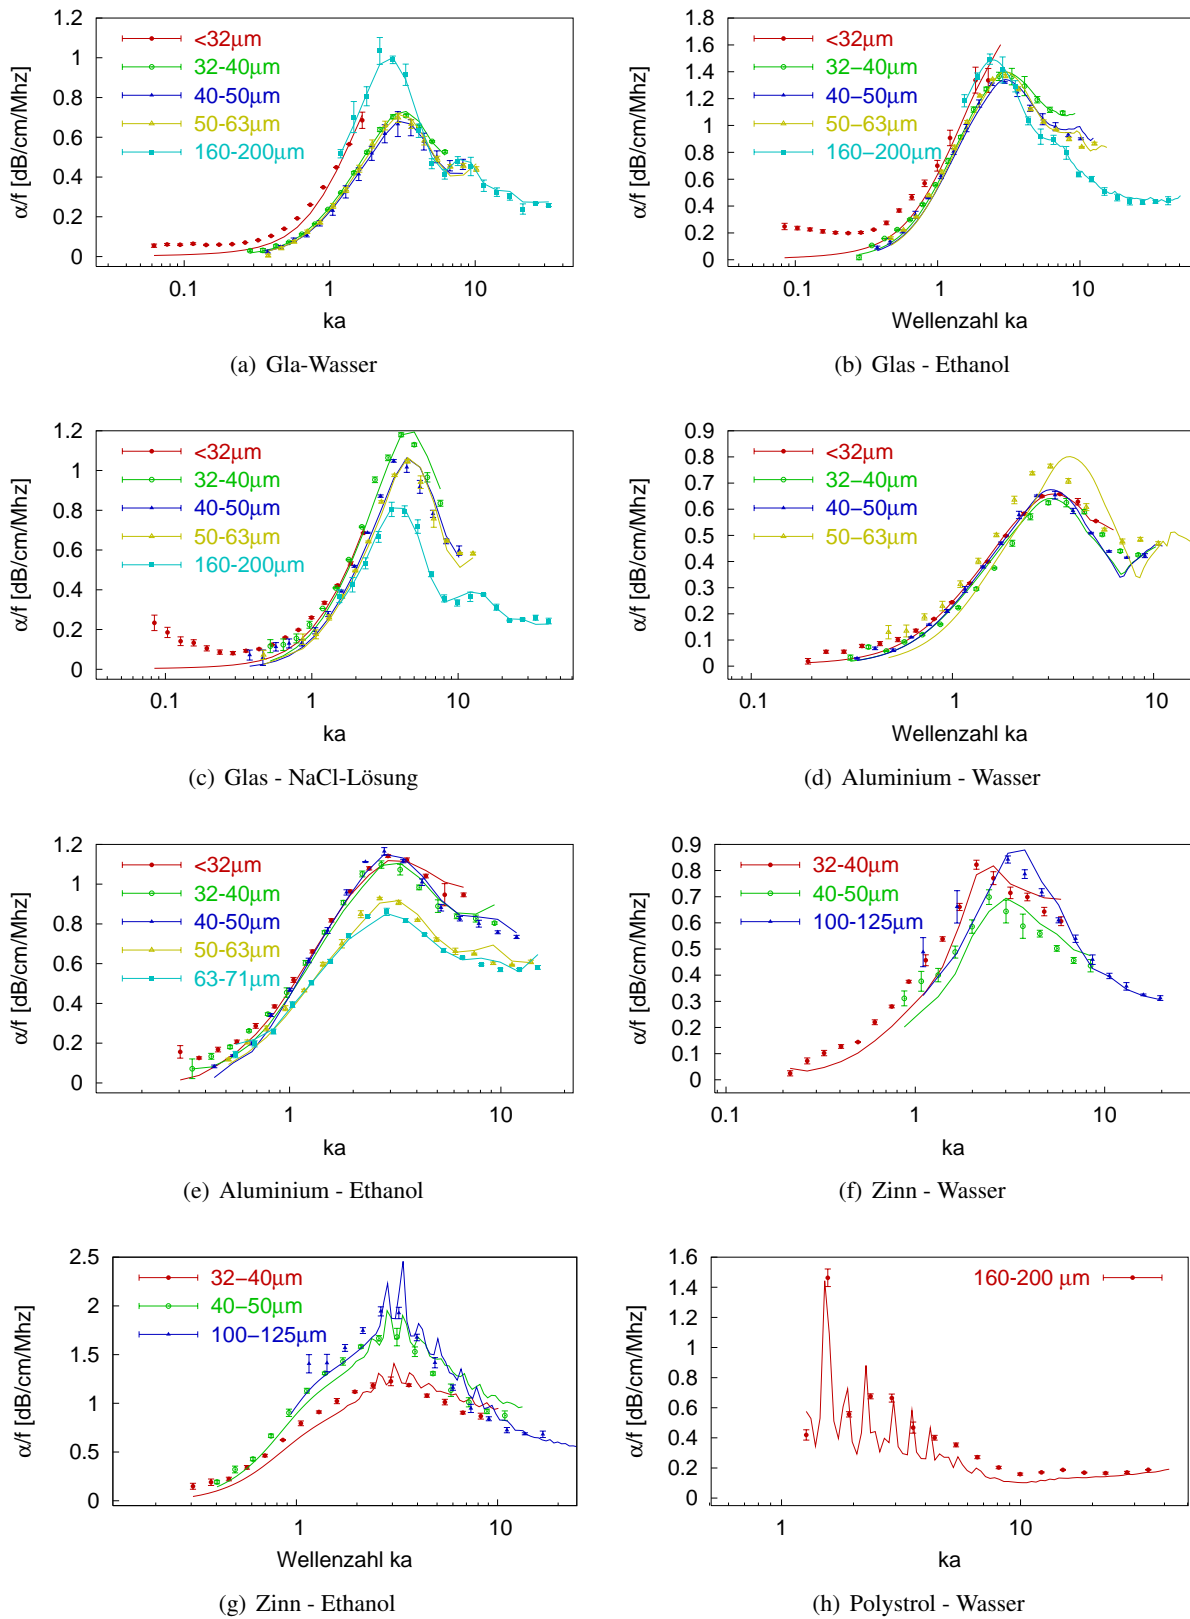 α/f [dB/cm/Mhz]
1.2
1
0.8
0.6
0.4
0.2
0
<32μm
32-40μm
40-50μm
50-63μm
160-200μm
0.1
1
10
ka
(a) Gla-Wasser
α/f [dB/cm/Mhz]
1.8
1.6
1.4
1.2
1
0.8
0.6
0.4
0.2
0
<32μm
32–40μm
40–50μm
50–63μm
160–200μm
0.1
1
10
Wellenzahl ka
(b) Glas - Ethanol
α/f [dB/cm/Mhz]
1.2
1
0.8
0.6
0.4
0.2
0
<32μm
32-40μm
40-50μm
50-63μm
160-200μm
0.1
1
10
ka
(c) Glas - NaCl-Lösung
α/f [dB/cm/Mhz]
0.9
0.8
0.7
0.6
0.5
0.4
0.3
0.2
0.1
0
<32μm
32–40μm
40–50μm
50–63μm
0.1
1
10
Wellenzahl ka
(d) Aluminium - Wasser
α/f [dB/cm/Mhz]
1.2
1
0.8
0.6
0.4
0.2
0
<32μm
32-40μm
40-50μm
50-63μm
63-71μm
1
10
ka
(e) Aluminium - Ethanol
α/f [dB/cm/Mhz]
0.9
0.8
0.7
0.6
0.5
0.4
0.3
0.2
0.1
0
32-40μm
40-50μm
100-125μm
0.1
1
10
ka
(f) Zinn - Wasser
α/f [dB/cm/Mhz]
2.5
2
1.5
1
0.5
0
32–40μm
40–50μm
100–125μm
1
10
Wellenzahl ka
(g) Zinn - Ethanol
α/f [dB/cm/Mhz]
1.6
1.4
1.2
1
0.8
0.6
0.4
0.2
0
160-200 μm
1
10
ka
(h) Polystrol - Wasser